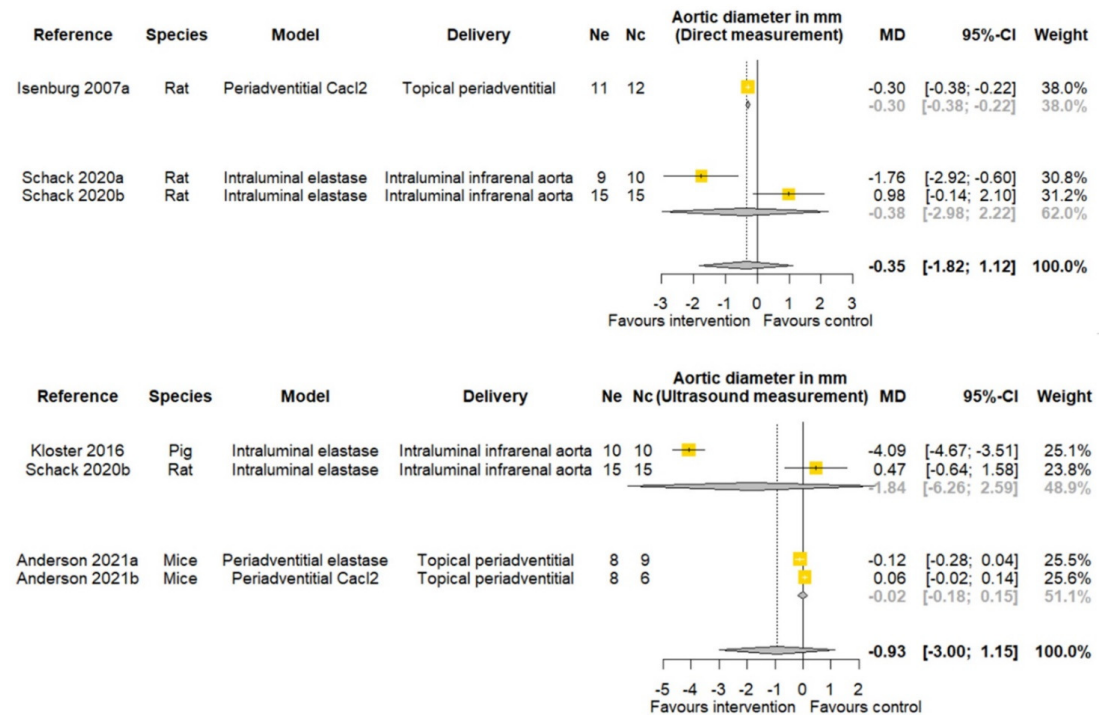 Aortic diameter in mm
Reference Species Model Delivery Ne Nc (Direct measurement) MD 95%-CI Weight
Isenburg 2007a Rat Periadventitial Cacl2 Topical periadventitial 11 12 -0.30 [-0.38; -0.22] 38.0%
-0.30 [-0.38; -0.22] 38.0%
Schack 2020a Rat Intraluminal elastase Intraluminal infrarenal aorta 9 10 -1.76 [-2.92; -0.60] 30.8%
Schack 2020b Rat Intraluminal elastase Intraluminal infrarenal aorta 15 15 0.98 [-0.14; 2.10] 31.2%
-0.38 [-2.98; 2.22] 62.0%
-0.35 [-1.82; 1.12] 100.0%
-3 -2 -1 0 1 2 3
Favours intervention Favours control
Aortic diameter in mm
Reference Species Model Delivery Ne Nc (Ultrasound measurement) MD 95%-CI Weight
Kloster 2016 Pig Intraluminal elastase Intraluminal infrarenal aorta 10 10 -4.09 [-4.67; -3.51] 25.1%
Schack 2020b Rat Intraluminal elastase Intraluminal infrarenal aorta 15 15 0.47 [-0.64; 1.58] 23.8%
-1.84 [-6.26; 2.59] 48.9%
Anderson 2021a Mice Periadventitial elastase Topical periadventitial 8 9 -0.12 [-0.28; 0.04] 25.5%
Anderson 2021b Mice Periadventitial Cacl2 Topical periadventitial 8 6 0.06 [-0.02; 0.14] 25.6%
-0.02 [-0.18; 0.15] 51.1%
-0.93 [-3.00; 1.15] 100.0%
-5 -4 -3 -2 -1 0 1 2
Favours intervention Favours control